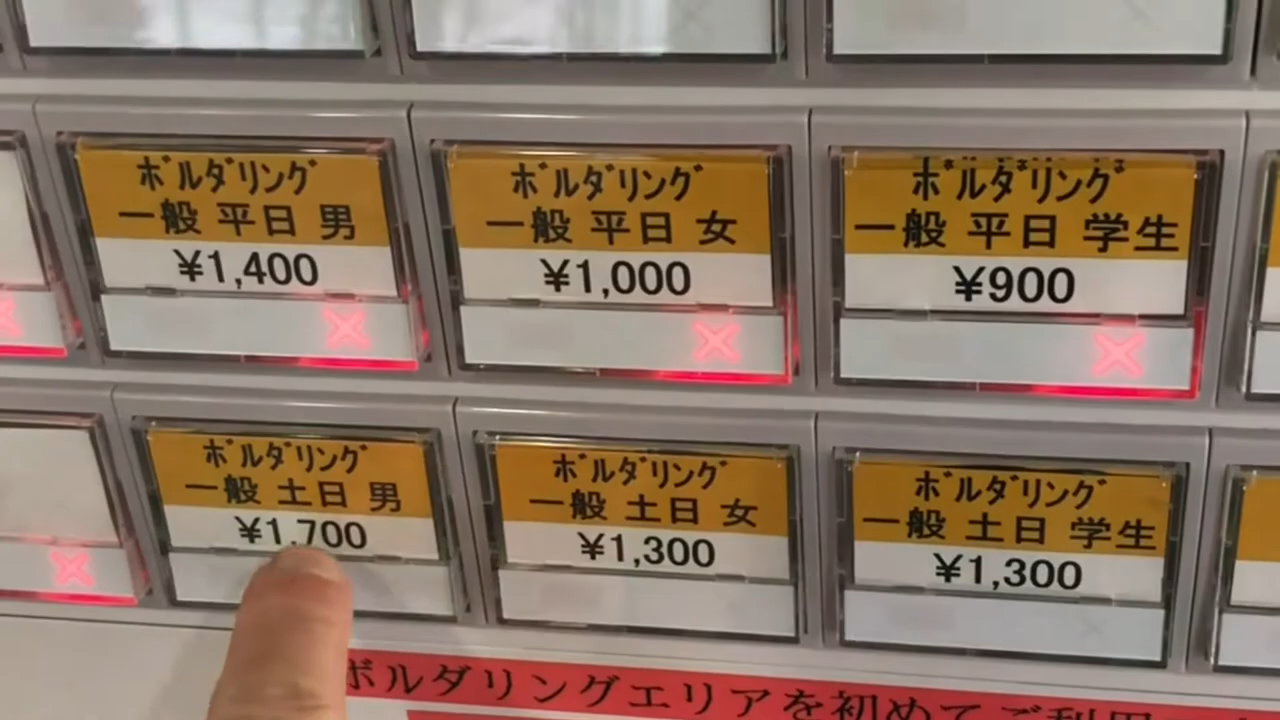 ﾎﾞﾙﾀﾞﾘﾝｸﾞ
一般 平日 男
¥1,400
ﾎﾞﾙﾀﾞﾘﾝｸﾞ
一般 平日 女
¥1,000
ﾎﾞﾙﾀﾞﾘﾝｸﾞ
一般 平日 学生
¥900
ﾎﾞﾙﾀﾞﾘﾝｸﾞ
一般 土日 男
¥1,700
ﾎﾞﾙﾀﾞﾘﾝｸﾞ
一般 土日 女
¥1,300
ﾎﾞﾙﾀﾞﾘﾝｸﾞ
一般 土日 学生
¥1,300
ボルダリングエリアを初めてご利用